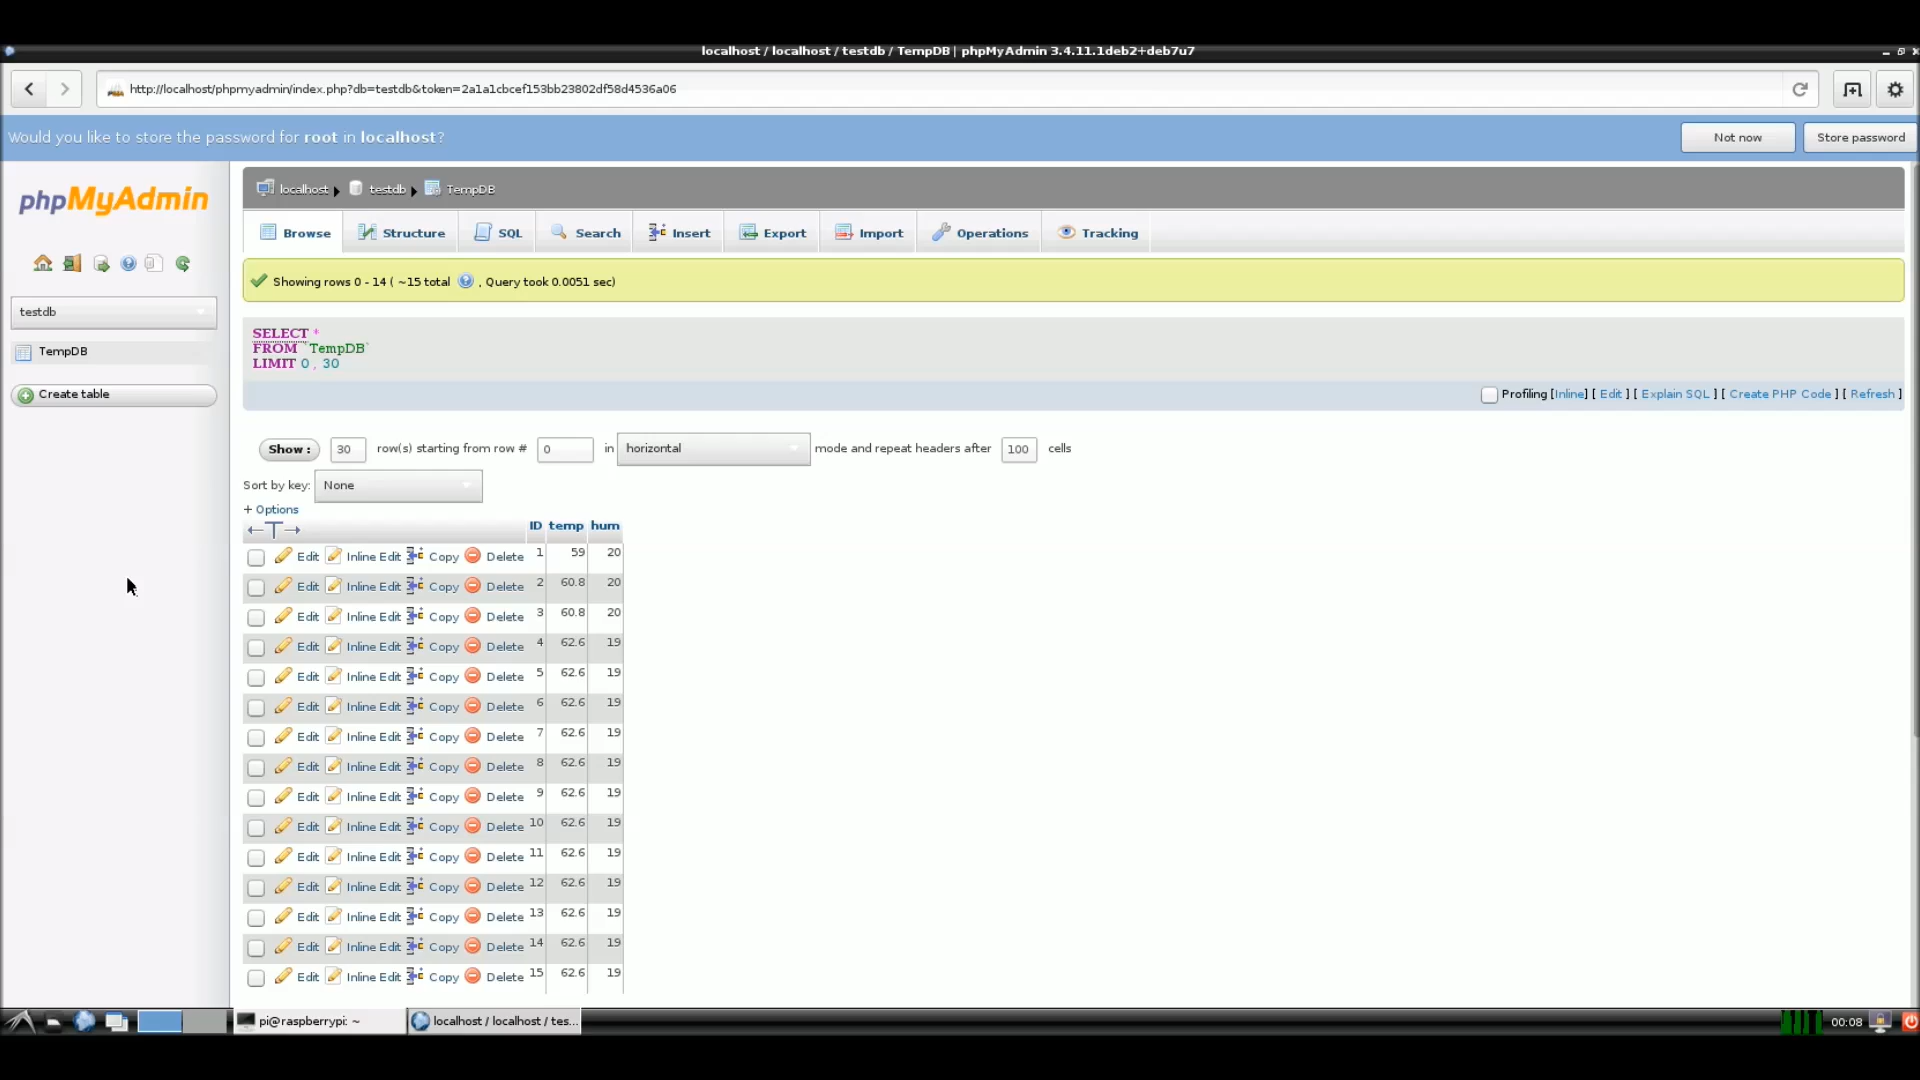 localhost / localhost / testdb / TempDB | phpMyAdmin 3.4.11.1deb2+deb7u7
http://localhost/phpmyadmin/index.php?db=testdb&token=2a1a1cbcef153bb23802df58d4536a06
Would you like to store the password for root in localhost?
Not now
Store password
phpMyAdmin
localhost
testdb
TempDB
Browse
Structure
SQL
Search
Insert
Export
Import
Operations
Tracking
testdb
TempDB
Create table
Showing rows 0 - 14 ( ~15 total , Query took 0.0051 sec)
SELECT *
FROM `TempDB`
LIMIT 0 , 30
Profiling [Inline] [ Edit ] [ Explain SQL ] [ Create PHP Code ] [ Refresh ]
Show : 30 row(s) starting from row # 0 in horizontal mode and repeat headers after 100 cells
Sort by key: None
+ Options
ID temp hum
Edit Inline Edit Copy Delete 1 59 20
Edit Inline Edit Copy Delete 2 60.8 20
Edit Inline Edit Copy Delete 3 60.8 20
Edit Inline Edit Copy Delete 4 62.6 19
Edit Inline Edit Copy Delete 5 62.6 19
Edit Inline Edit Copy Delete 6 62.6 19
Edit Inline Edit Copy Delete 7 62.6 19
Edit Inline Edit Copy Delete 8 62.6 19
Edit Inline Edit Copy Delete 9 62.6 19
Edit Inline Edit Copy Delete 10 62.6 19
Edit Inline Edit Copy Delete 11 62.6 19
Edit Inline Edit Copy Delete 12 62.6 19
Edit Inline Edit Copy Delete 13 62.6 19
Edit Inline Edit Copy Delete 14 62.6 19
Edit Inline Edit Copy Delete 15 62.6 19
pi@raspberrypi: ~
localhost / localhost / tes...
00:08